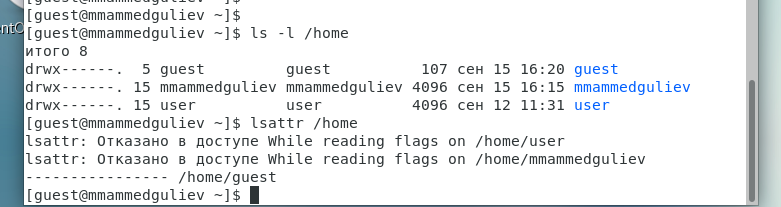 ntO
[guest@mmammedguliev ~]$
[guest@mmammedguliev ~]$
[guest@mmammedguliev ~]$ ls -l /home
итого 8
drwx------.  5 guest         guest          107 сен 15 16:20 guest
drwx------. 15 mmammedguliev mmammedguliev 4096 сен 15 16:15 mmammedguliev
drwx------. 15 user          user          4096 сен 12 11:31 user
[guest@mmammedguliev ~]$ lsattr /home
lsattr: Отказано в доступе While reading flags on /home/user
lsattr: Отказано в доступе While reading flags on /home/mmammedguliev
---------------- /home/guest
[guest@mmammedguliev ~]$